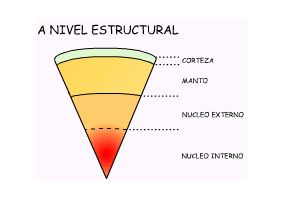 A NIVEL ESTRUCTURAL
CORTEZA
MANTO
NUCLEO EXTERNO
NUCLEO INTERNO